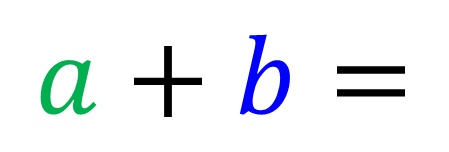 a + b =